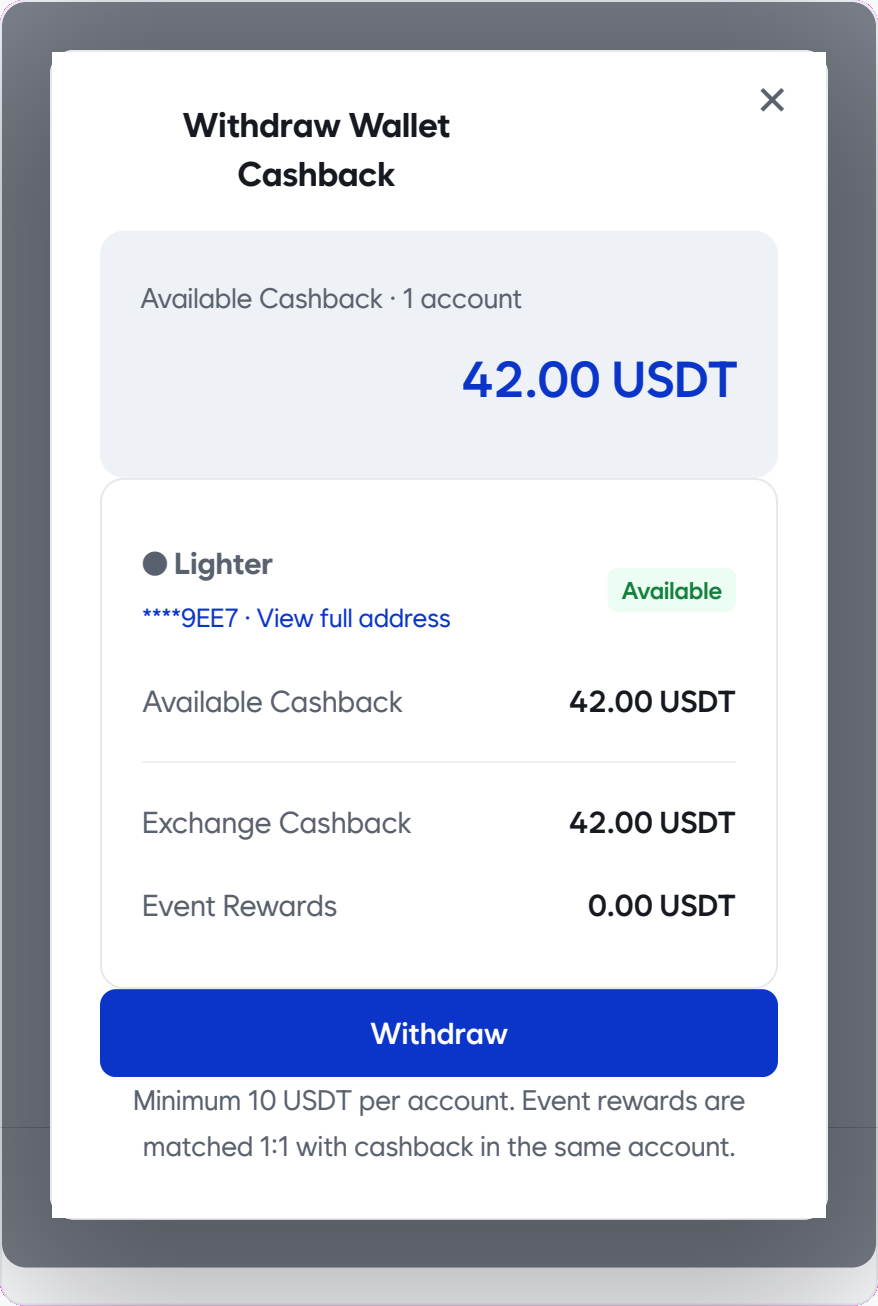 Withdraw Wallet
Cashback
Available Cashback · 1 account
42.00 USDT
Lighter
Available
****9EE7 · View full address
Available Cashback 42.00 USDT
Exchange Cashback 42.00 USDT
Event Rewards 0.00 USDT
Withdraw
Minimum 10 USDT per account. Event rewards are
matched 1:1 with cashback in the same account.